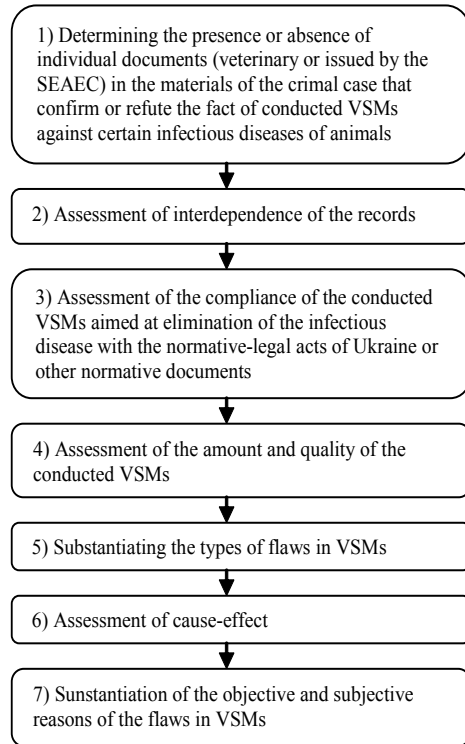 1) Determining the presence or absence of
individual documents (veterinary or issued by the
SEAEC) in the materials of the crimal case that
confirm or refute the fact of conducted VSMs
against certain infectious diseases of animals
2) Assessment of interdependence of the records
3) Assessment of the compliance of the conducted
VSMs aimed at elimination of the infectious
disease with the normative-legal acts of Ukraine or
other normative documents
4) Assessment of the amount and quality of the
conducted VSMs
5) Substantiating the types of flaws in VSMs
6) Assessment of cause-effect
7) Sunstantiation of the objective and subjective
reasons of the flaws in VSMs